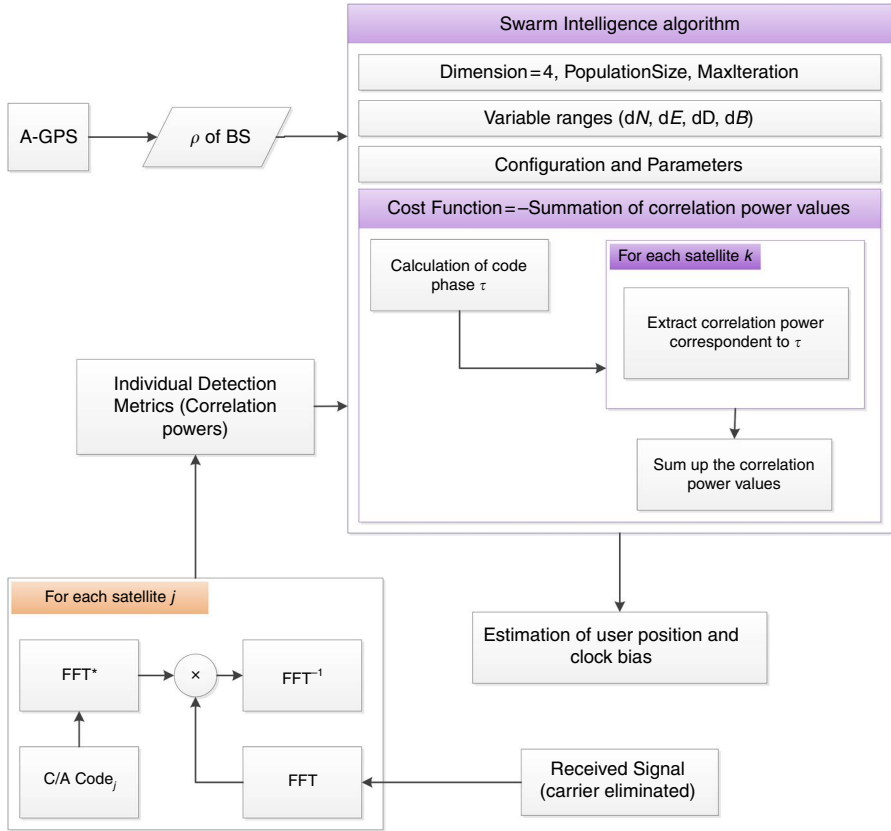 Swarm Intelligence algorithm
Dimension=4, PopulationSize, MaxIteration
A-GPS
ρ of BS
Variable ranges (dN, dE, dD, dB)
Configuration and Parameters
Cost Function=–Summation of correlation power values
Calculation of code
phase τ
For each satellite k
Extract correlation power
correspondent to τ
Individual Detection
Metrics (Correlation
powers)
Sum up the correlation
power values
For each satellite j
FFT*
×
FFT⁻¹
Estimation of user position and
clock bias
C/A Codeⱼ
FFT
Received Signal
(carrier eliminated)